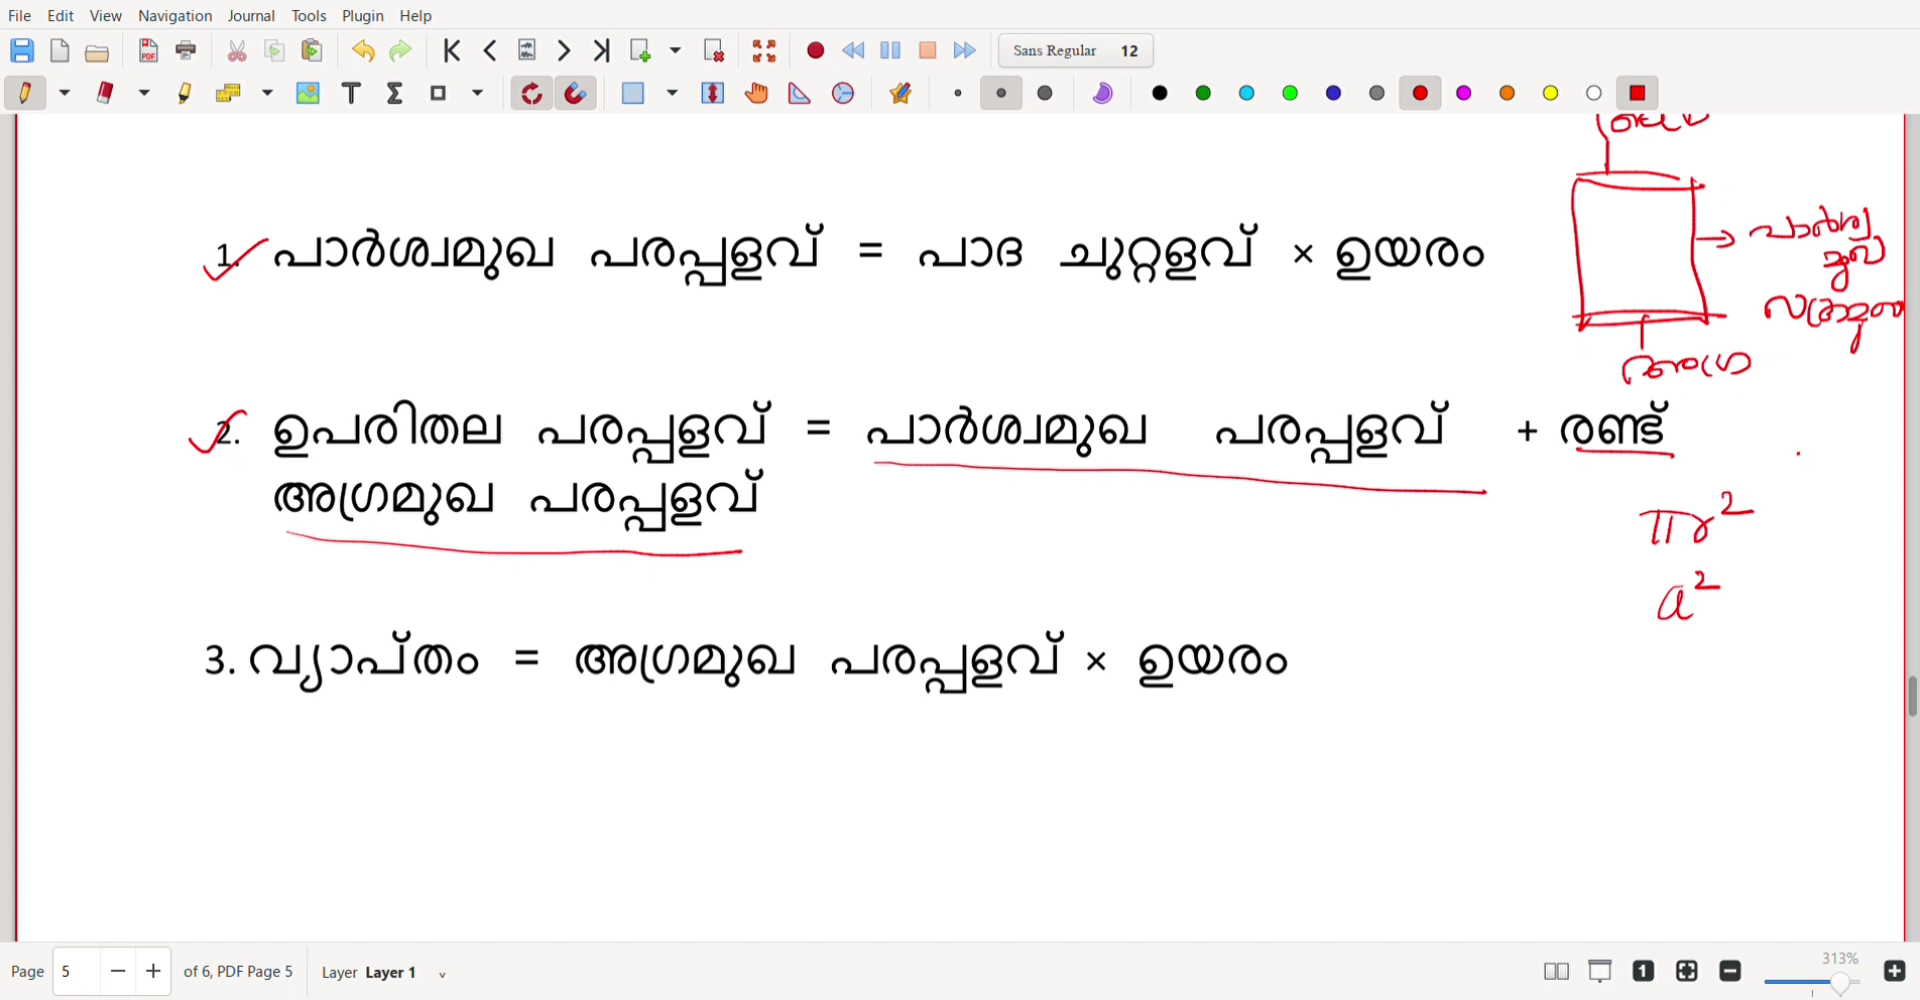 File Edit View Navigation Journal Tools Plugin Help
Sans Regular 12
1. പാർശ്വമുഖ പരപ്പളവ് = പാദ ചുറ്റളവ് × ഉയരം
2. ഉപരിതല പരപ്പളവ് = പാർശ്വമുഖ പരപ്പളവ് + രണ്ട്
അഗ്രമുഖ പരപ്പളവ്
πr²
a²
3. വ്യാപ്തം = അഗ്രമുഖ പരപ്പളവ് × ഉയരം
പാർശ്വ
മുഖ
Page 5 of 6, PDF Page 5 Layer Layer 1 313%